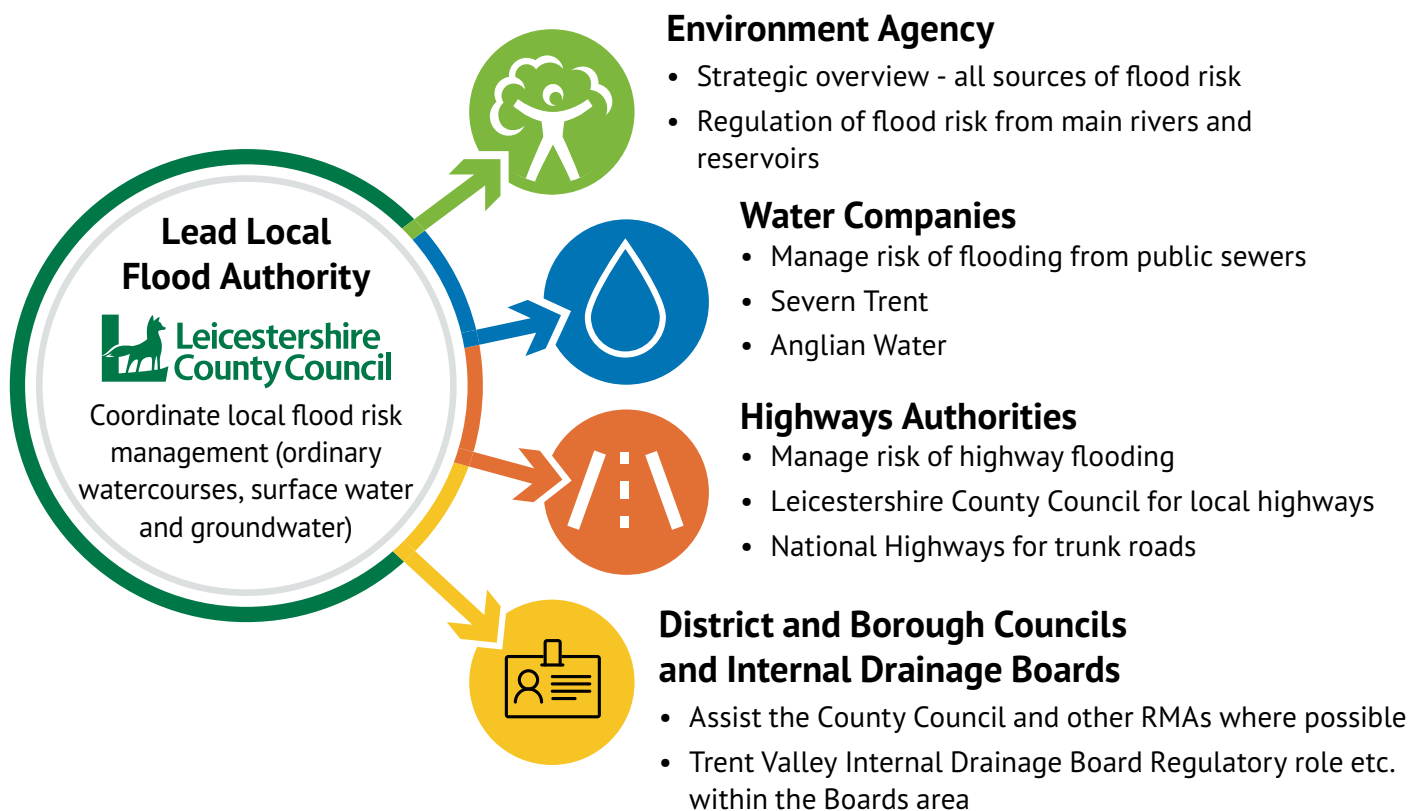 Lead Local
Flood Authority
Leicestershire
County Council
Coordinate local flood risk
management (ordinary
watercourses, surface water
and groundwater)
Environment Agency
• Strategic overview - all sources of flood risk
• Regulation of flood risk from main rivers and
reservoirs
Water Companies
• Manage risk of flooding from public sewers
• Severn Trent
• Anglian Water
Highways Authorities
• Manage risk of highway flooding
• Leicestershire County Council for local highways
• National Highways for trunk roads
District and Borough Councils
and Internal Drainage Boards
• Assist the County Council and other RMAs where possible
• Trent Valley Internal Drainage Board Regulatory role etc.
within the Boards area